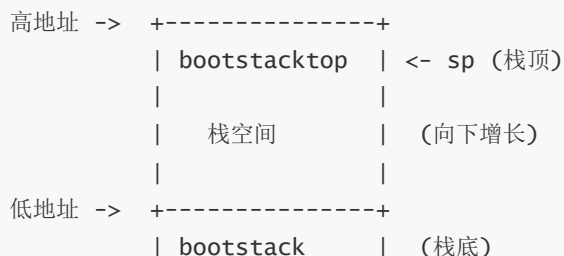 高地址 ->  +---------------+
           | bootstacktop  | <- sp (栈顶)
           |               |
           |   栈空间       |  (向下增长)
           |               |
低地址 ->  +---------------+
           | bootstack     |  (栈底)